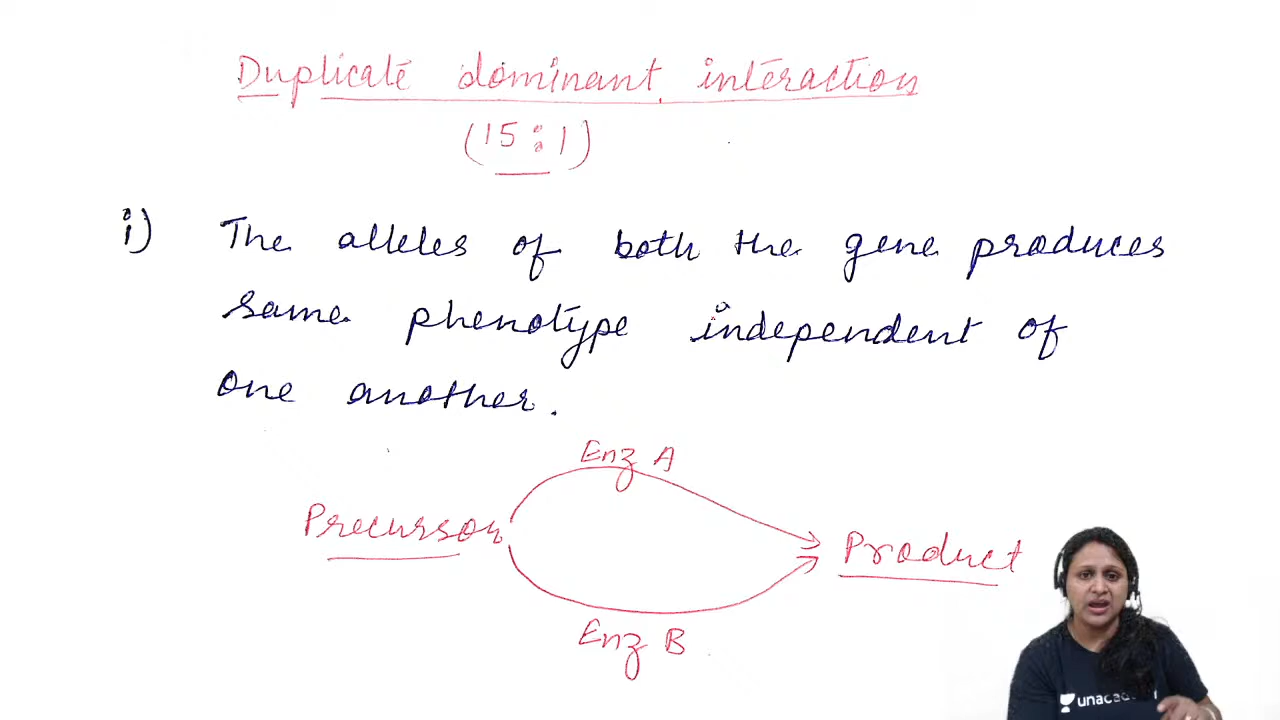 Duplicate dominant interaction
(15:1)
i) The alleles of both the gene produces
same phenotype independent of
one another.
Enz A
Precursor
Product
Enz B